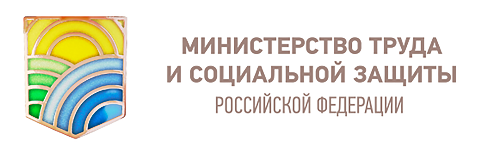 МИНИСТЕРСТВО ТРУДА
И СОЦИАЛЬНОЙ ЗАЩИТЫ
РОССИЙСКОЙ ФЕДЕРАЦИИ